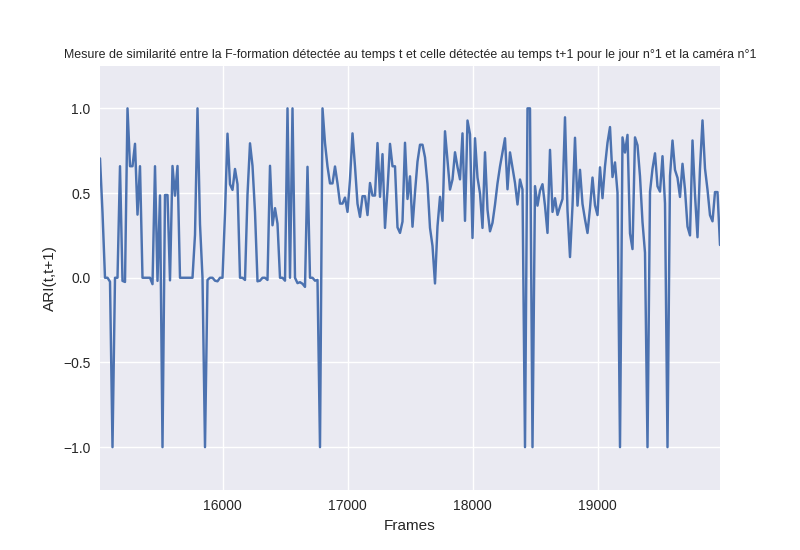 Mesure de similarité entre la F-formation détectée au temps t et celle détectée au temps t+1 pour le jour n°1 et la caméra n°1
1.0
0.5
0.0
−0.5
−1.0
ARI(t,t+1)
16000 17000 18000 19000
Frames